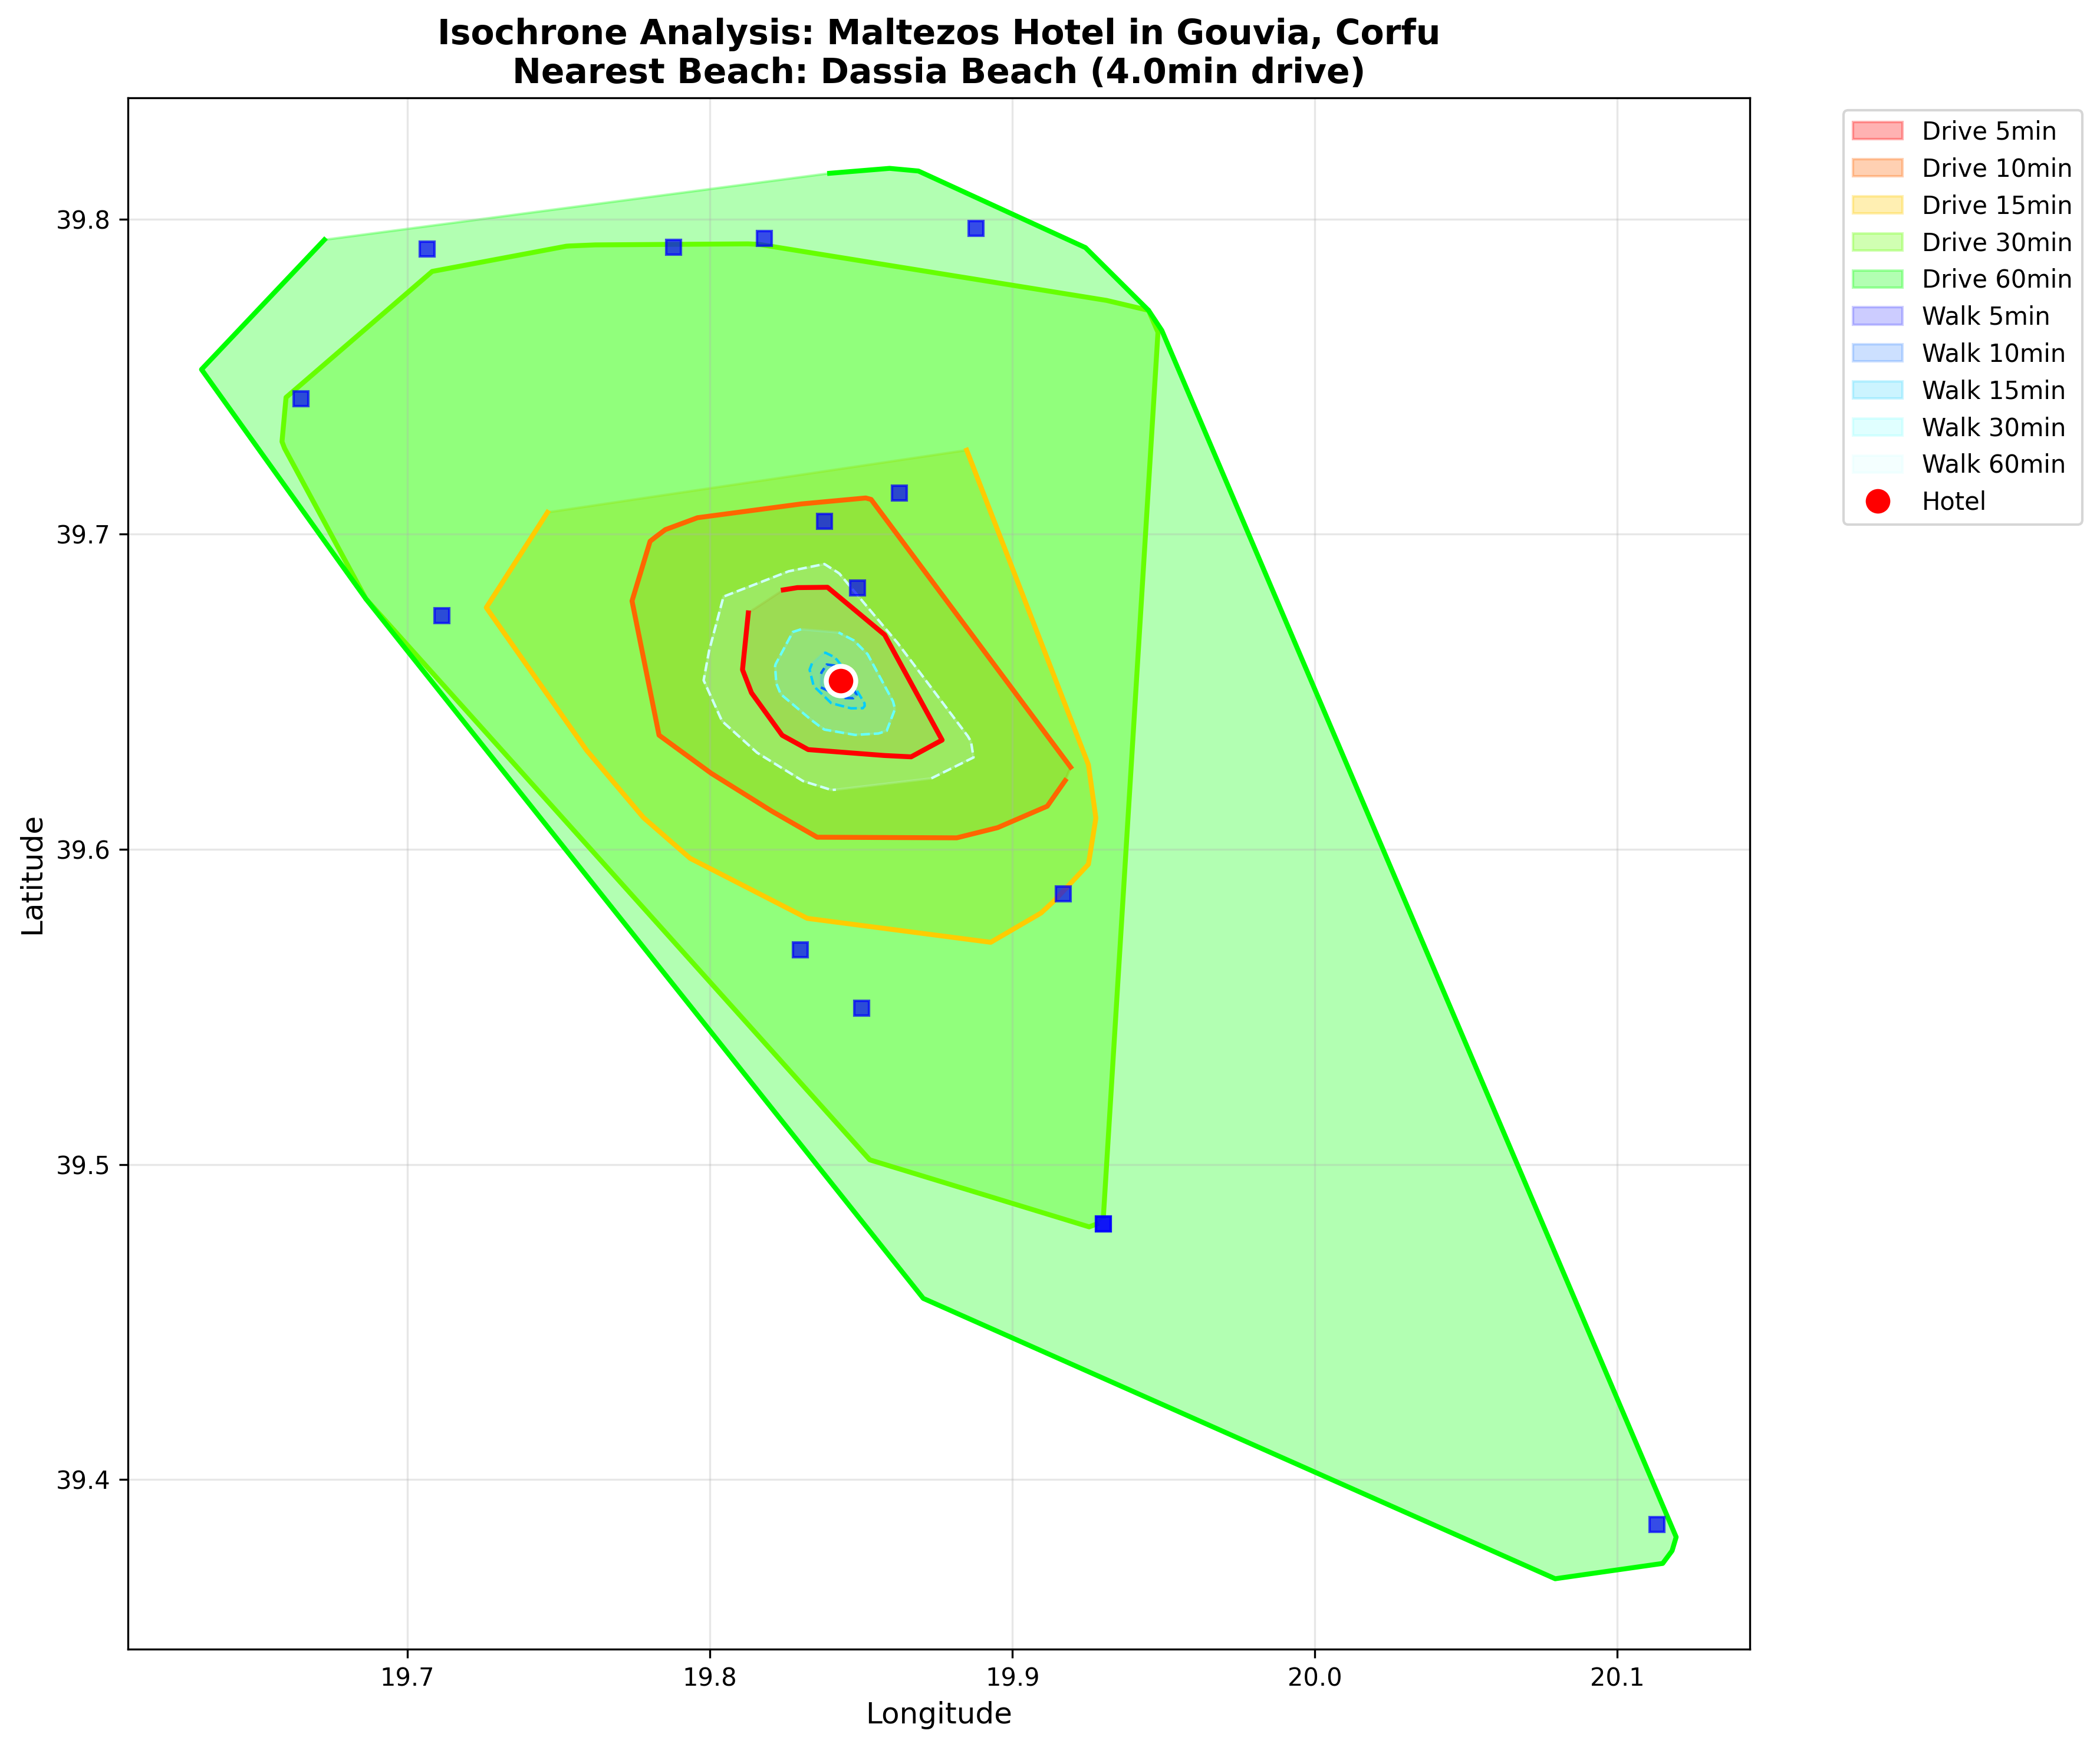 Isochrone Analysis: Maltezos Hotel in Gouvia, Corfu
Nearest Beach: Dassia Beach (4.0min drive)
Drive 5min
Drive 10min
Drive 15min
Drive 30min
Drive 60min
Walk 5min
Walk 10min
Walk 15min
Walk 30min
Walk 60min
Hotel
Latitude
39.8
39.7
39.6
39.5
39.4
19.7
19.8
19.9
20.0
20.1
Longitude